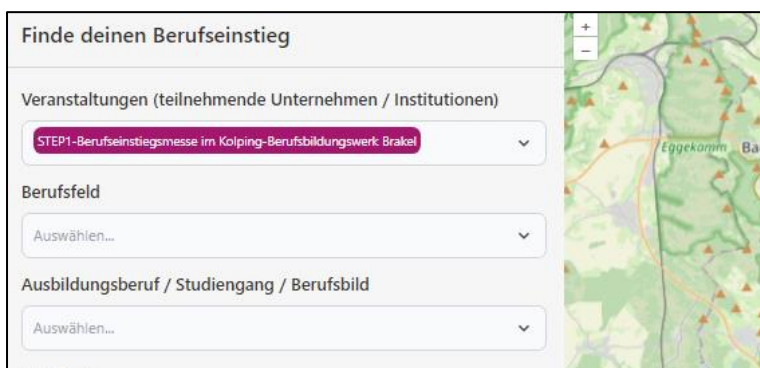 Finde deinen Berufseinstieg
Veranstaltungen (teilnehmende Unternehmen / Institutionen)
STEP1-Berufseinstiegsmesse im Kolping-Berufsbildungswerk Brakel
Berufsfeld
Auswählen...
Ausbildungsberuf / Studiengang / Berufsbild
Auswählen...
+
−
Eggekamm
Ba